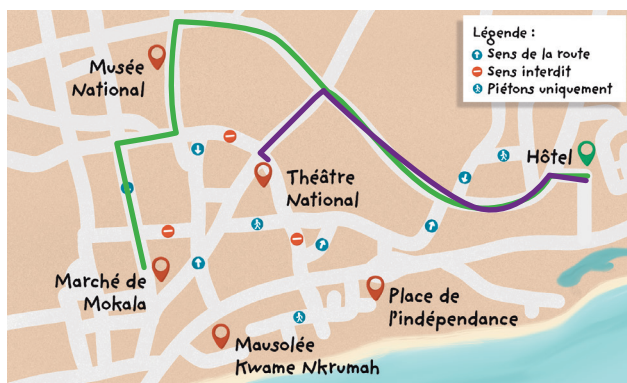 Légende :
Sens de la route
Sens interdit
Piétons uniquement
Musée
National
Hôtel
Théâtre
National
Marché de
Mokala
Place de
l'indépendance
Mausolée
Kwame Nkrumah